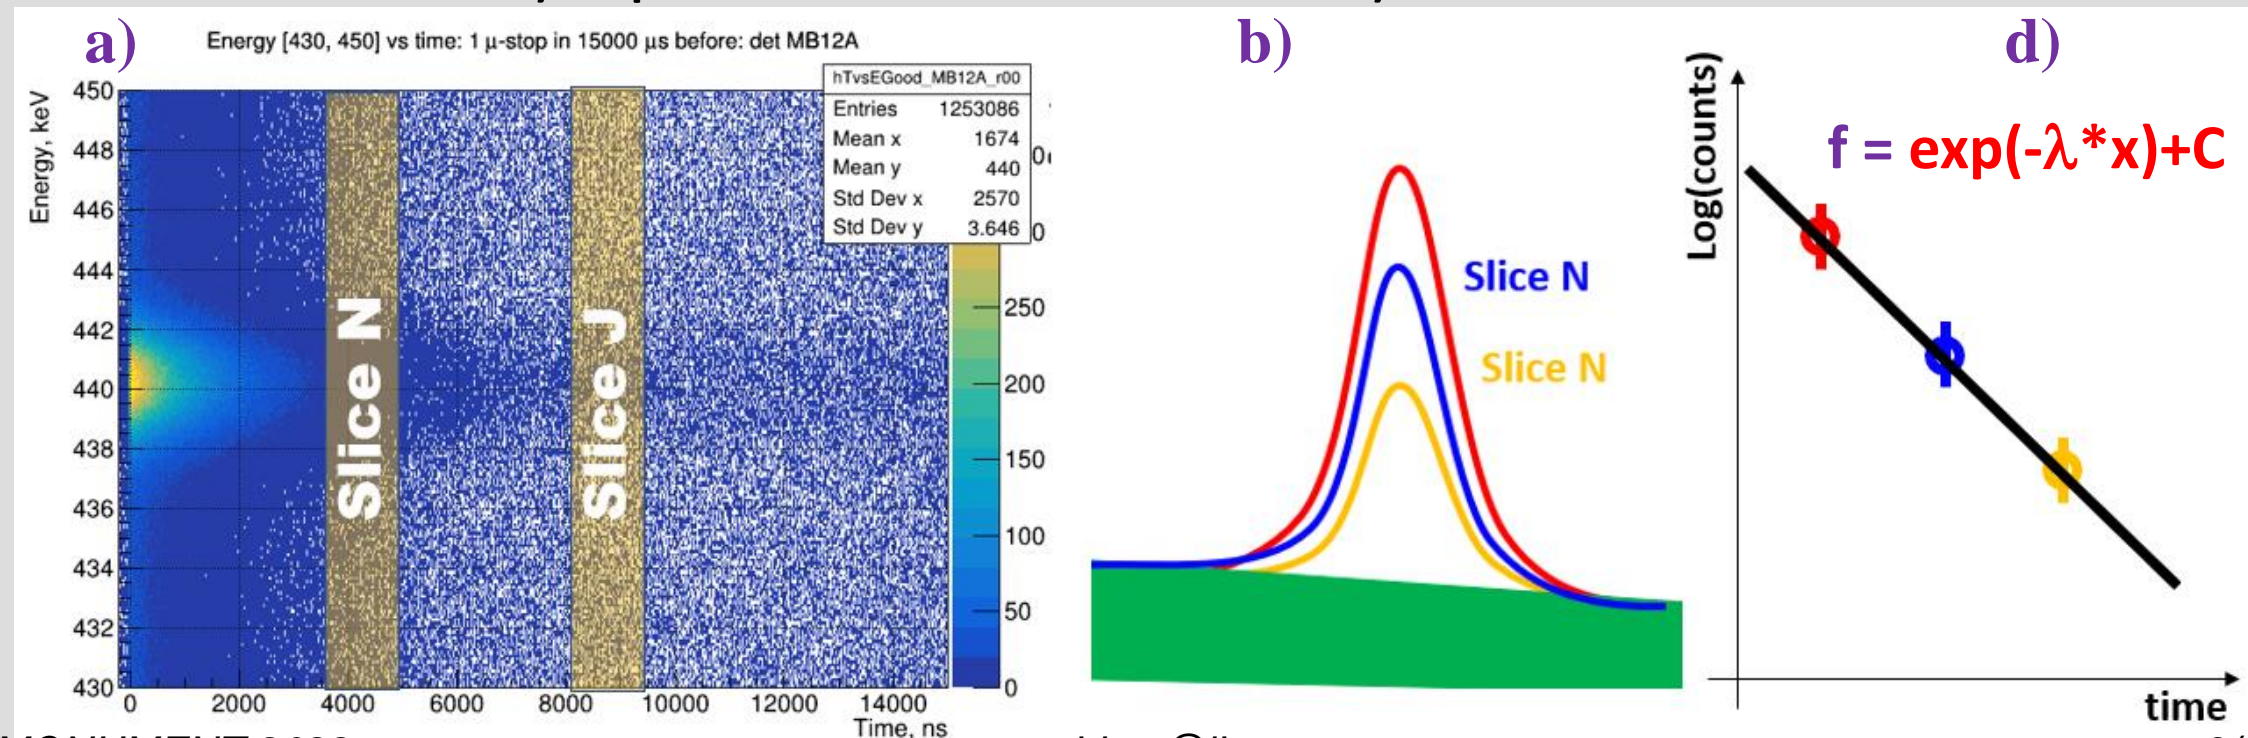 a)
Energy [430, 450] vs time: 1 μ-stop in 15000 μs before: det MB12A
hTvsEGood_MB12A_r00
Entries 1253086
Mean x 1674
Mean y 440
Std Dev x 2570
Std Dev y 3.646
Energy, keV
450
448
446
444
442
440
438
436
434
432
430
Slice N
Slice J
250
200
150
100
50
0
0 2000 4000 6000 8000 10000 12000 14000
Time, ns
b)
Slice N
Slice N
d)
Log(counts)
f = exp(-λ*x)+C
time